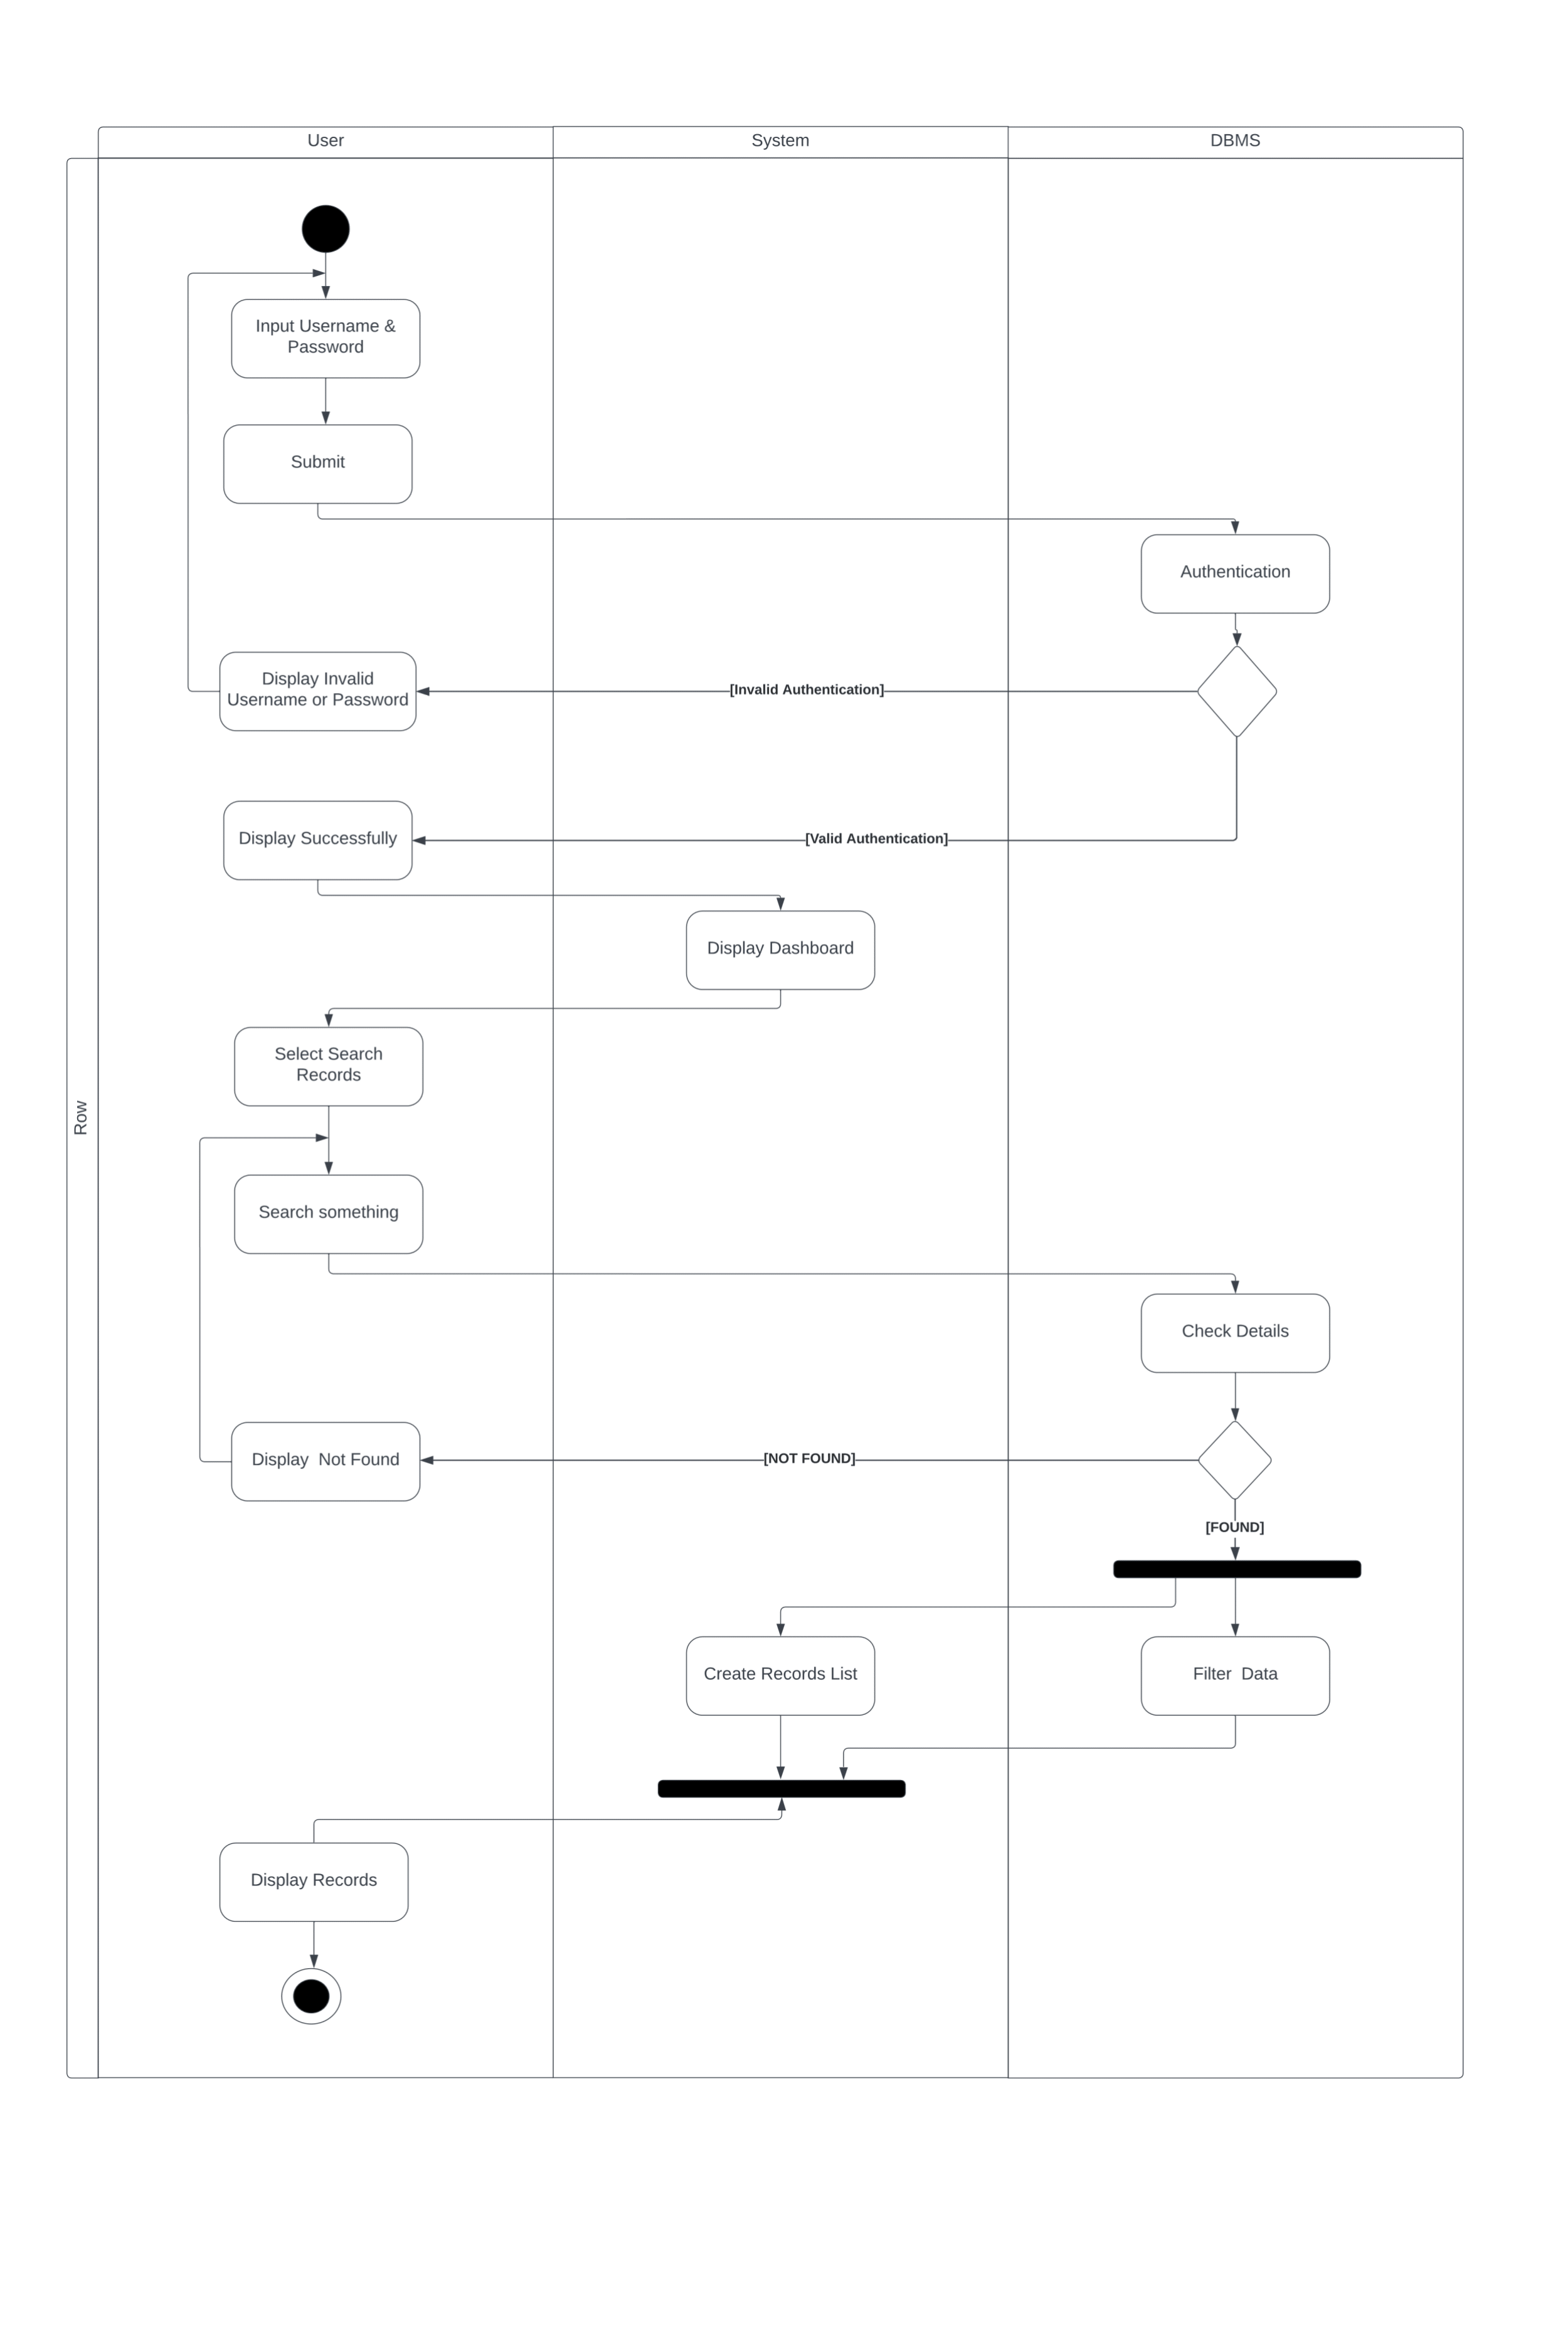 User
System
DBMS
Input Username &
Password
Submit
Authentication
Display Invalid
Username or Password
[Invalid Authentication]
Display Successfully
[Valid Authentication]
Display Dashboard
Select Search
Records
Row
Search something
Check Details
Display  Not Found
[NOT FOUND]
[FOUND]
Create Records List
Filter  Data
Display Records